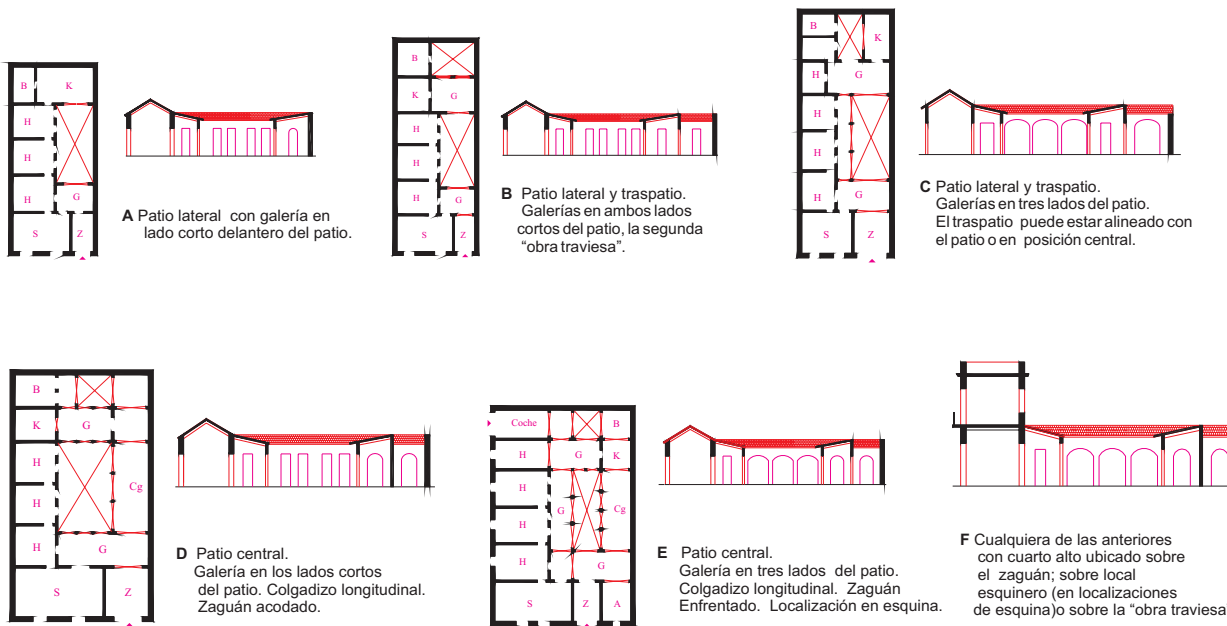 B
K
H
H
H
G
S
Z
A Patio lateral con galería en
lado corto delantero del patio.
B
K
G
H
H
H
G
S
Z
B Patio lateral y traspatio.
Galerías en ambos lados
cortos del patio, la segunda
“obra traviesa”.
B
K
H
G
H
H
H
G
S
Z
C Patio lateral y traspatio.
Galerías en tres lados del patio.
El traspatio puede estar alineado con
el patio o en posición central.
B
K
G
H
H
Cg
H
G
S
Z
D Patio central.
Galería en los lados cortos
del patio. Colgadizo longitudinal.
Zaguán acodado.
Coche
B
H
G
K
H
G
Cg
H
H
G
S
Z
A
E Patio central.
Galería en tres lados del patio.
Colgadizo longitudinal. Zaguán
Enfrentado. Localización en esquina.
F Cualquiera de las anteriores
con cuarto alto ubicado sobre
el zaguán; sobre local
esquinero (en localizaciones
de esquina)o sobre la “obra traviesa